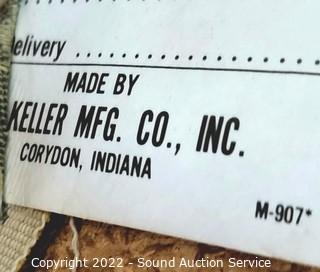 Delivery ........................
MADE BY
KELLER MFG. CO., INC.
CORYDON, INDIANA
M-907*
Copyright 2022 - Sound Auction Service